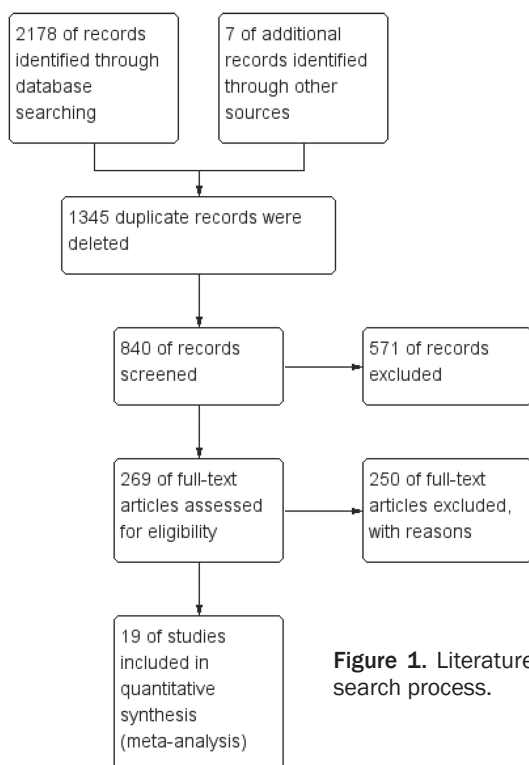 2178 of records
identified through
database
searching
7 of additional
records identified
through other
sources
1345 duplicate records were
deleted
840 of records
screened
571 of records
excluded
269 of full-text
articles assessed
for eligibility
250 of full-text
articles excluded,
with reasons
19 of studies
included in
quantitative
synthesis
(meta-analysis)
Figure 1. Literature
search process.